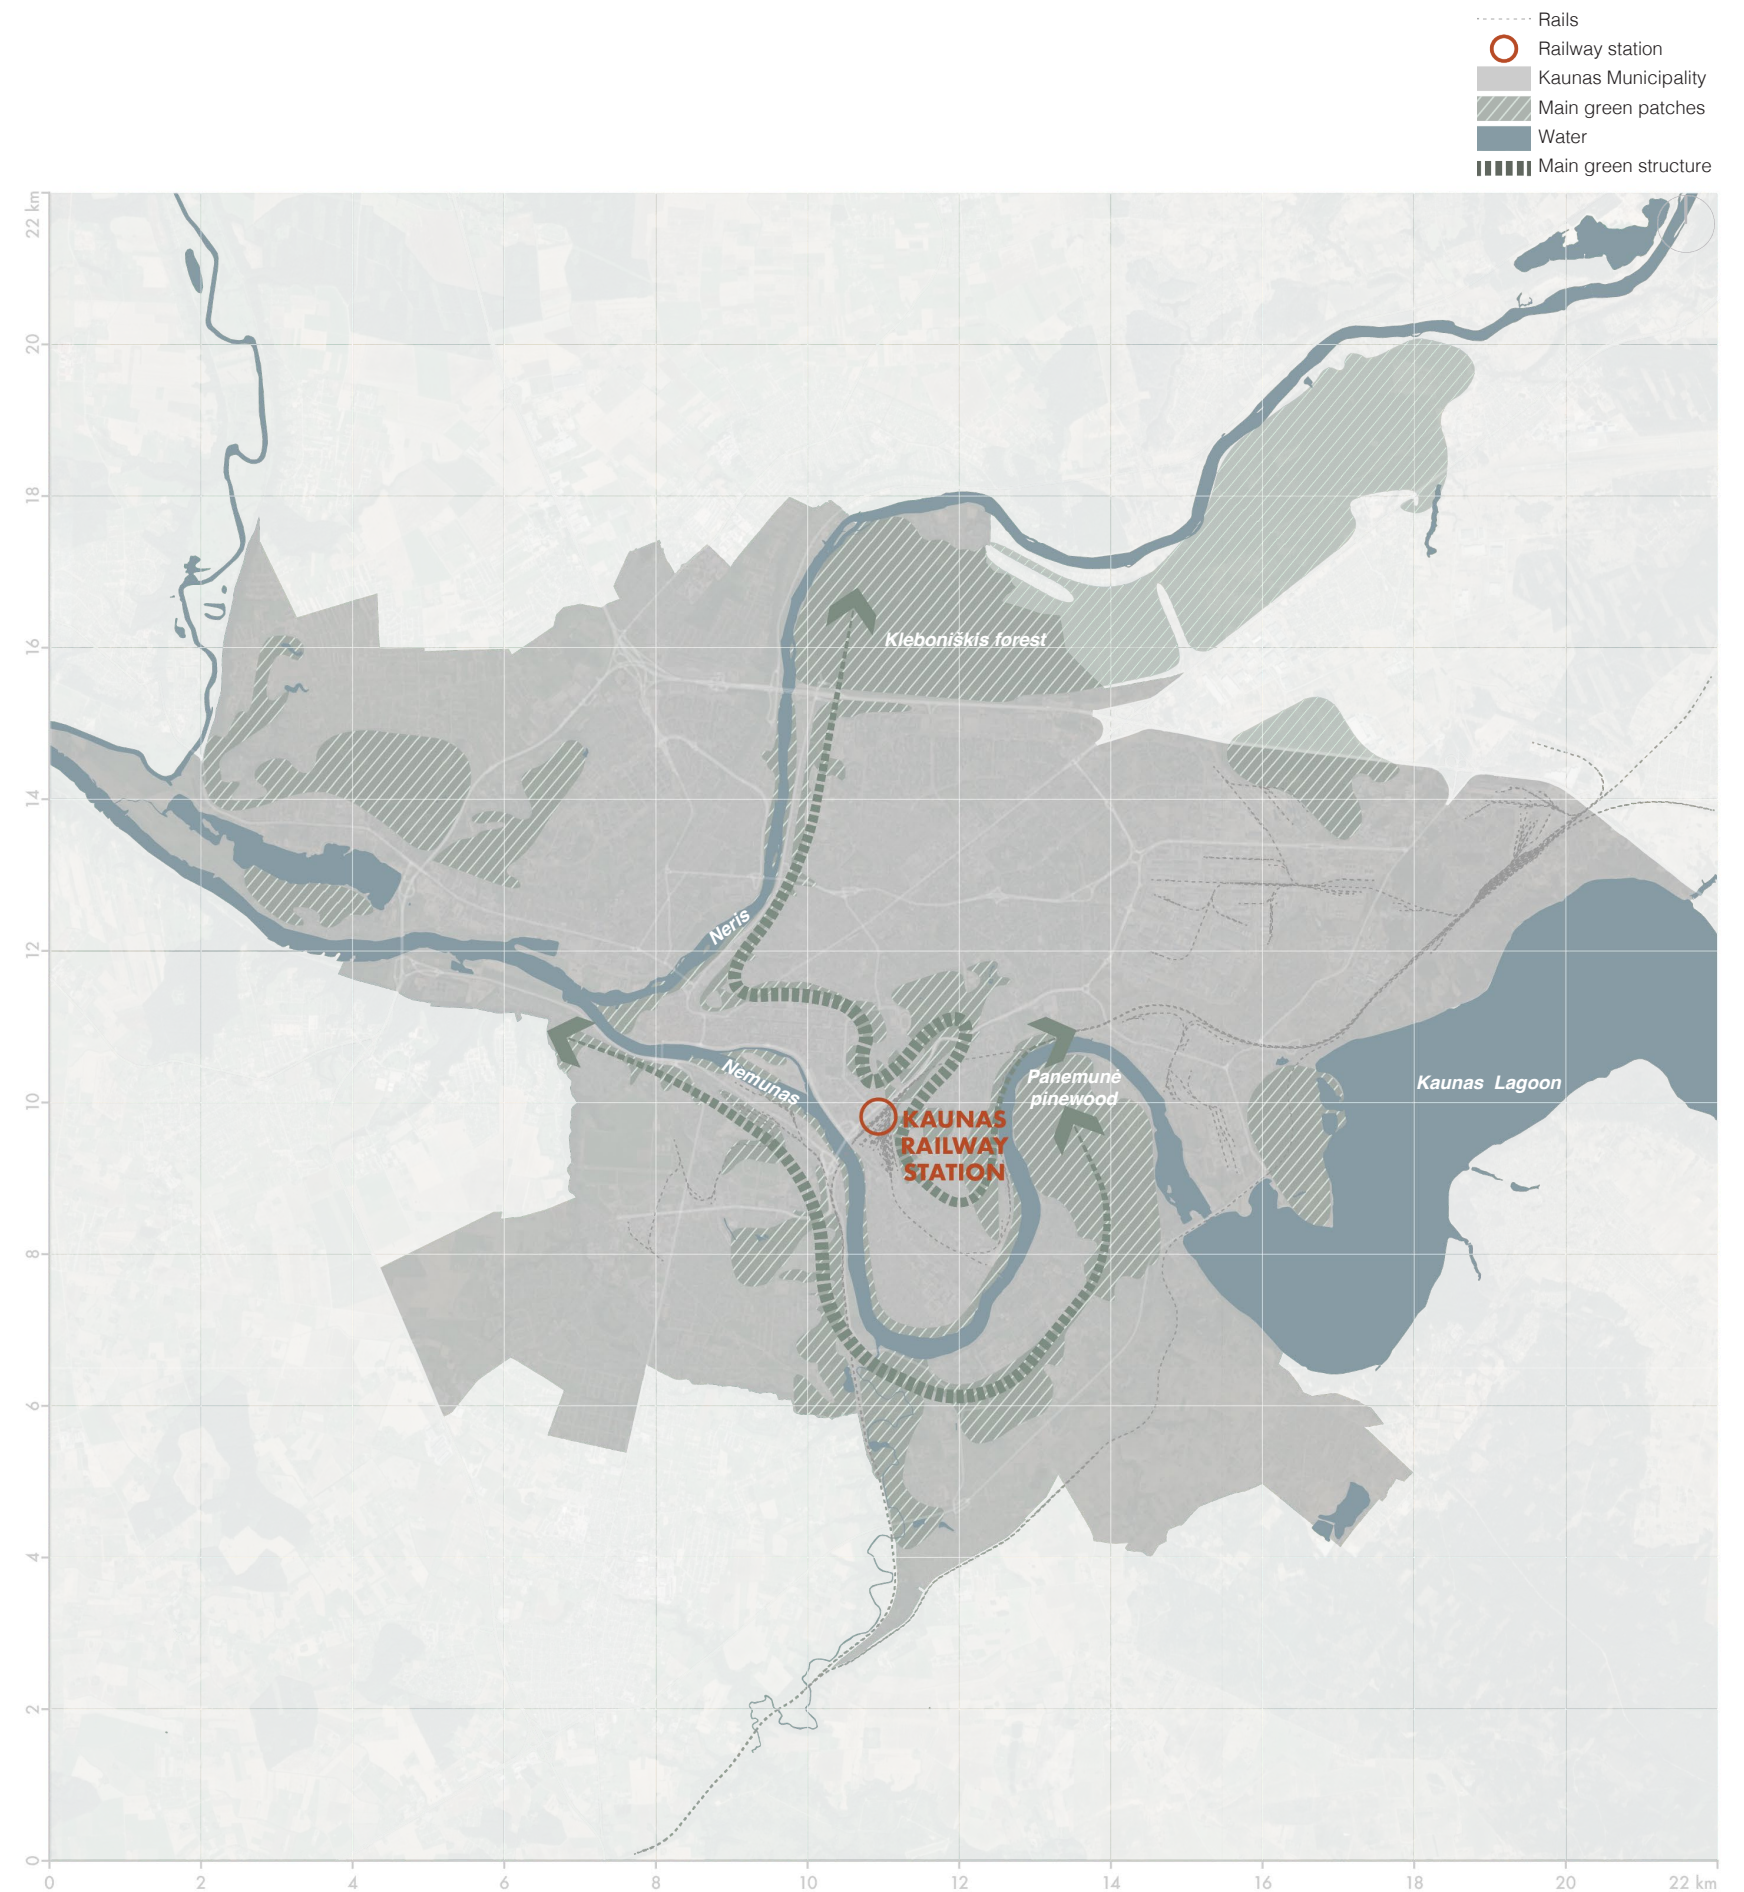 Rails
Railway station
Kaunas Municipality
Main green patches
Water
Main green structure
22 km
20
18
16
14
12
10
8
6
4
2
0
Kleboniškis forest
Neris
Nemunas
Panemunė
pinewood
Kaunas Lagoon
KAUNAS
RAILWAY
STATION
0
2
4
6
8
10
12
14
16
18
20
22 km